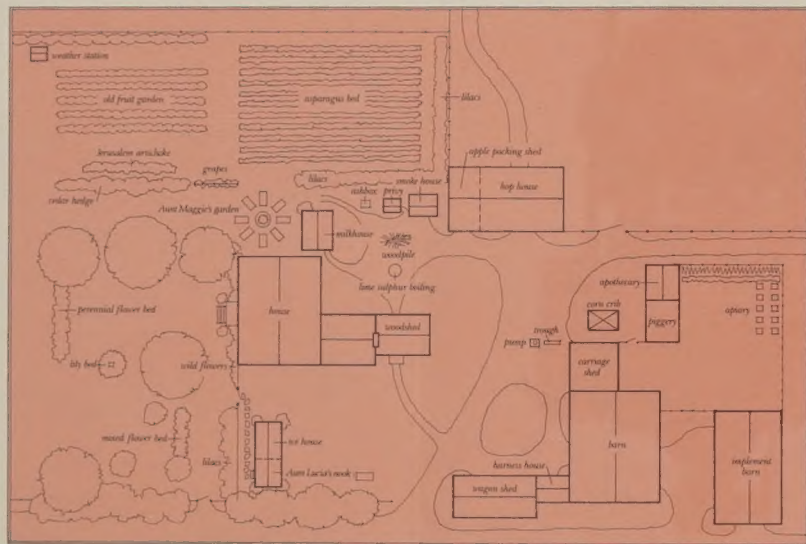 weather station
old fruit garden
asparagus bed
lilacs
Jerusalem artichoke
grapes
cedar hedge
Aunt Maggie's garden
lilacs
ashbox
privy
smoke house
apple packing shed
hop house
milkhouse
woodpile
lime sulphur boiling
perennial flower bed
house
woodshed
apothecary
corn crib
piggery
apiary
trough
pump
carriage shed
lily bed
wild flowers
mixed flower bed
lilacs
ice house
Aunt Lucia's nook
harness house
wagon shed
barn
implement barn